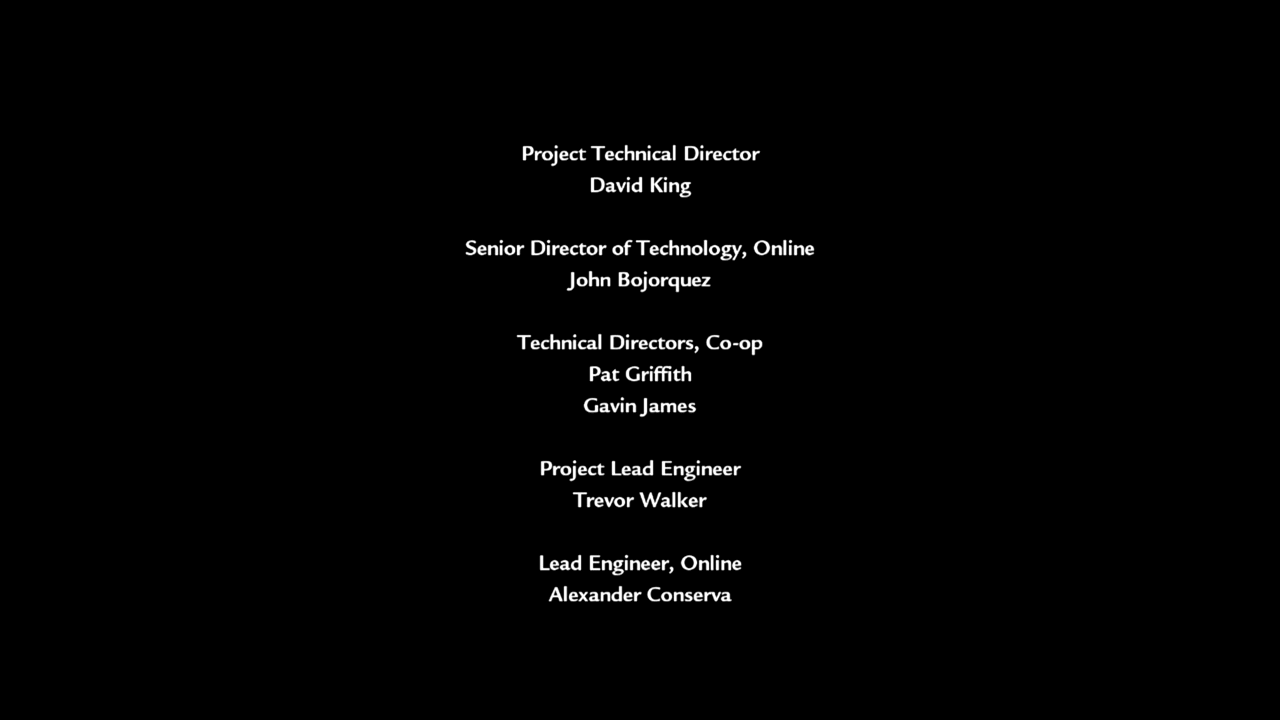 Project Technical Director
David King
Senior Director of Technology, Online
John Bojorquez
Technical Directors, Co-op
Pat Griffith
Gavin James
Project Lead Engineer
Trevor Walker
Lead Engineer, Online
Alexander Conserva